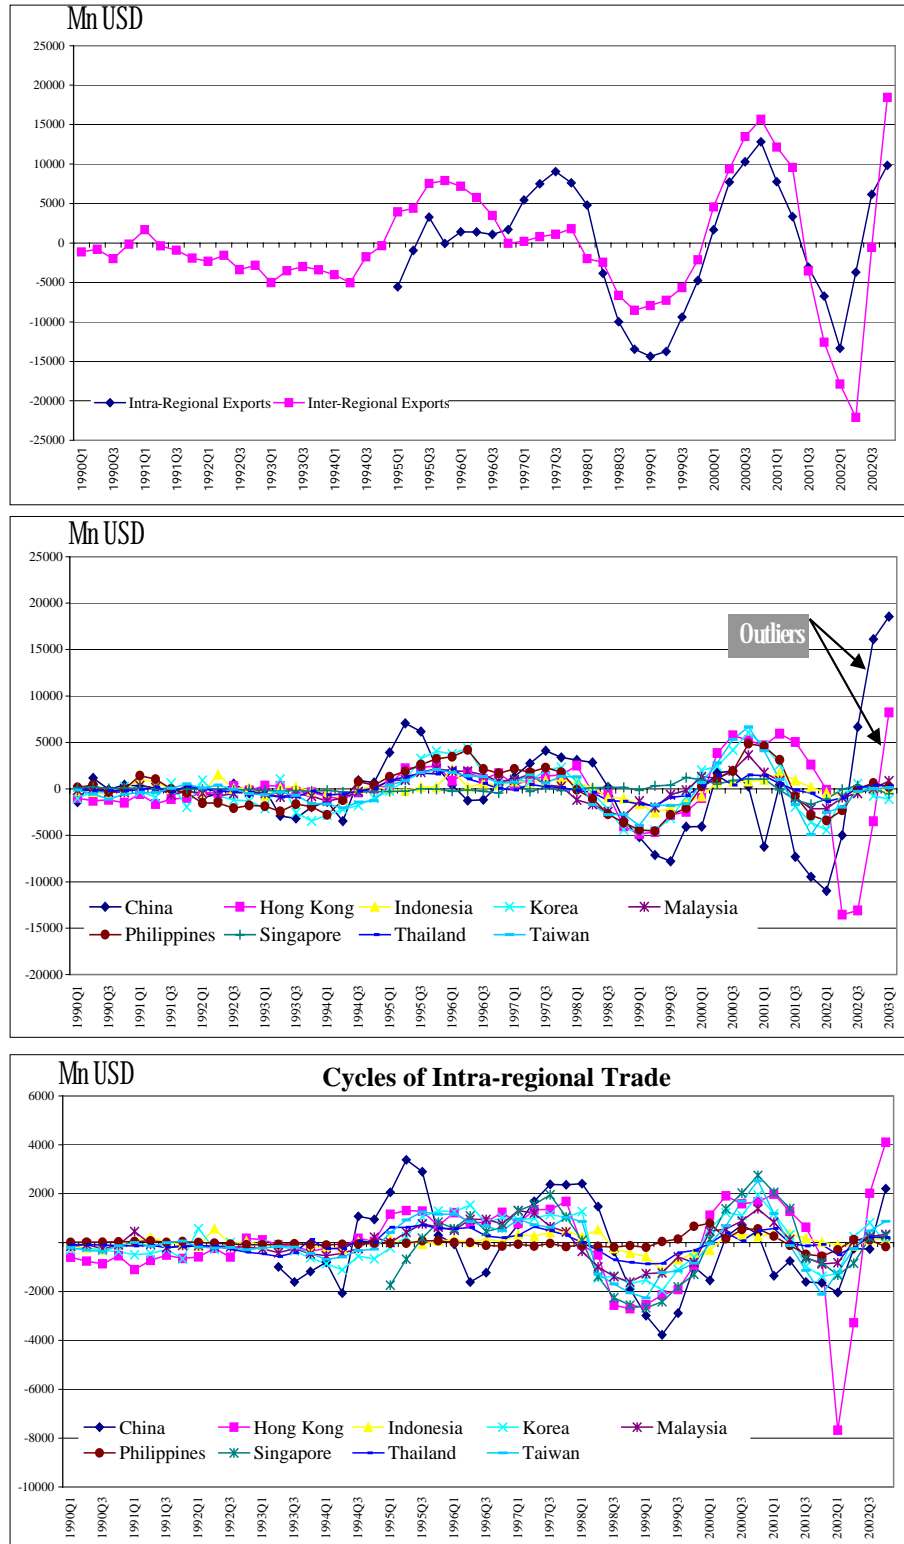 Mn USD
25000
20000
15000
10000
5000
0
-5000
-10000
-15000
-20000
-25000
Intra-Regional Exports Inter-Regional Exports
1990Q1 1990Q3 1991Q1 1991Q3 1992Q1 1992Q3 1993Q1 1993Q3 1994Q1 1994Q3 1995Q1 1995Q3 1996Q1 1996Q3 1997Q1 1997Q3 1998Q1 1998Q3 1999Q1 1999Q3 2000Q1 2000Q3 2001Q1 2001Q3 2002Q1 2002Q3
Mn USD
25000
20000
15000
10000
5000
0
-5000
-10000
-15000
-20000
Outliers
China Hong Kong Indonesia Korea Malaysia
Philippines Singapore Thailand Taiwan
1990Q1 1990Q3 1991Q1 1991Q3 1992Q1 1992Q3 1993Q1 1993Q3 1994Q1 1994Q3 1995Q1 1995Q3 1996Q1 1996Q3 1997Q1 1997Q3 1998Q1 1998Q3 1999Q1 1999Q3 2000Q1 2000Q3 2001Q1 2001Q3 2002Q1 2002Q3 2003Q1
Mn USD Cycles of Intra-regional Trade
6000
4000
2000
0
-2000
-4000
-6000
-8000
-10000
China Hong Kong Indonesia Korea Malaysia
Philippines Singapore Thailand Taiwan
1990Q1 1990Q3 1991Q1 1991Q3 1992Q1 1992Q3 1993Q1 1993Q3 1994Q1 1994Q3 1995Q1 1995Q3 1996Q1 1996Q3 1997Q1 1997Q3 1998Q1 1998Q3 1999Q1 1999Q3 2000Q1 2000Q3 2001Q1 2001Q3 2002Q1 2002Q3